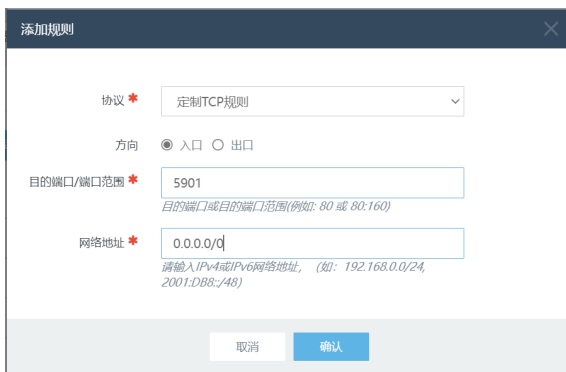 添加规则
协议 *
定制TCP规则
方向
入口
出口
目的端口/端口范围 *
5901
目的端口或目的端口范围(例如: 80 或 80:160)
网络地址 *
0.0.0.0/0
请输入IPv4或IPv6网络地址, (如: 192.168.0.0/24,
2001:DB8::/48)
取消
确认